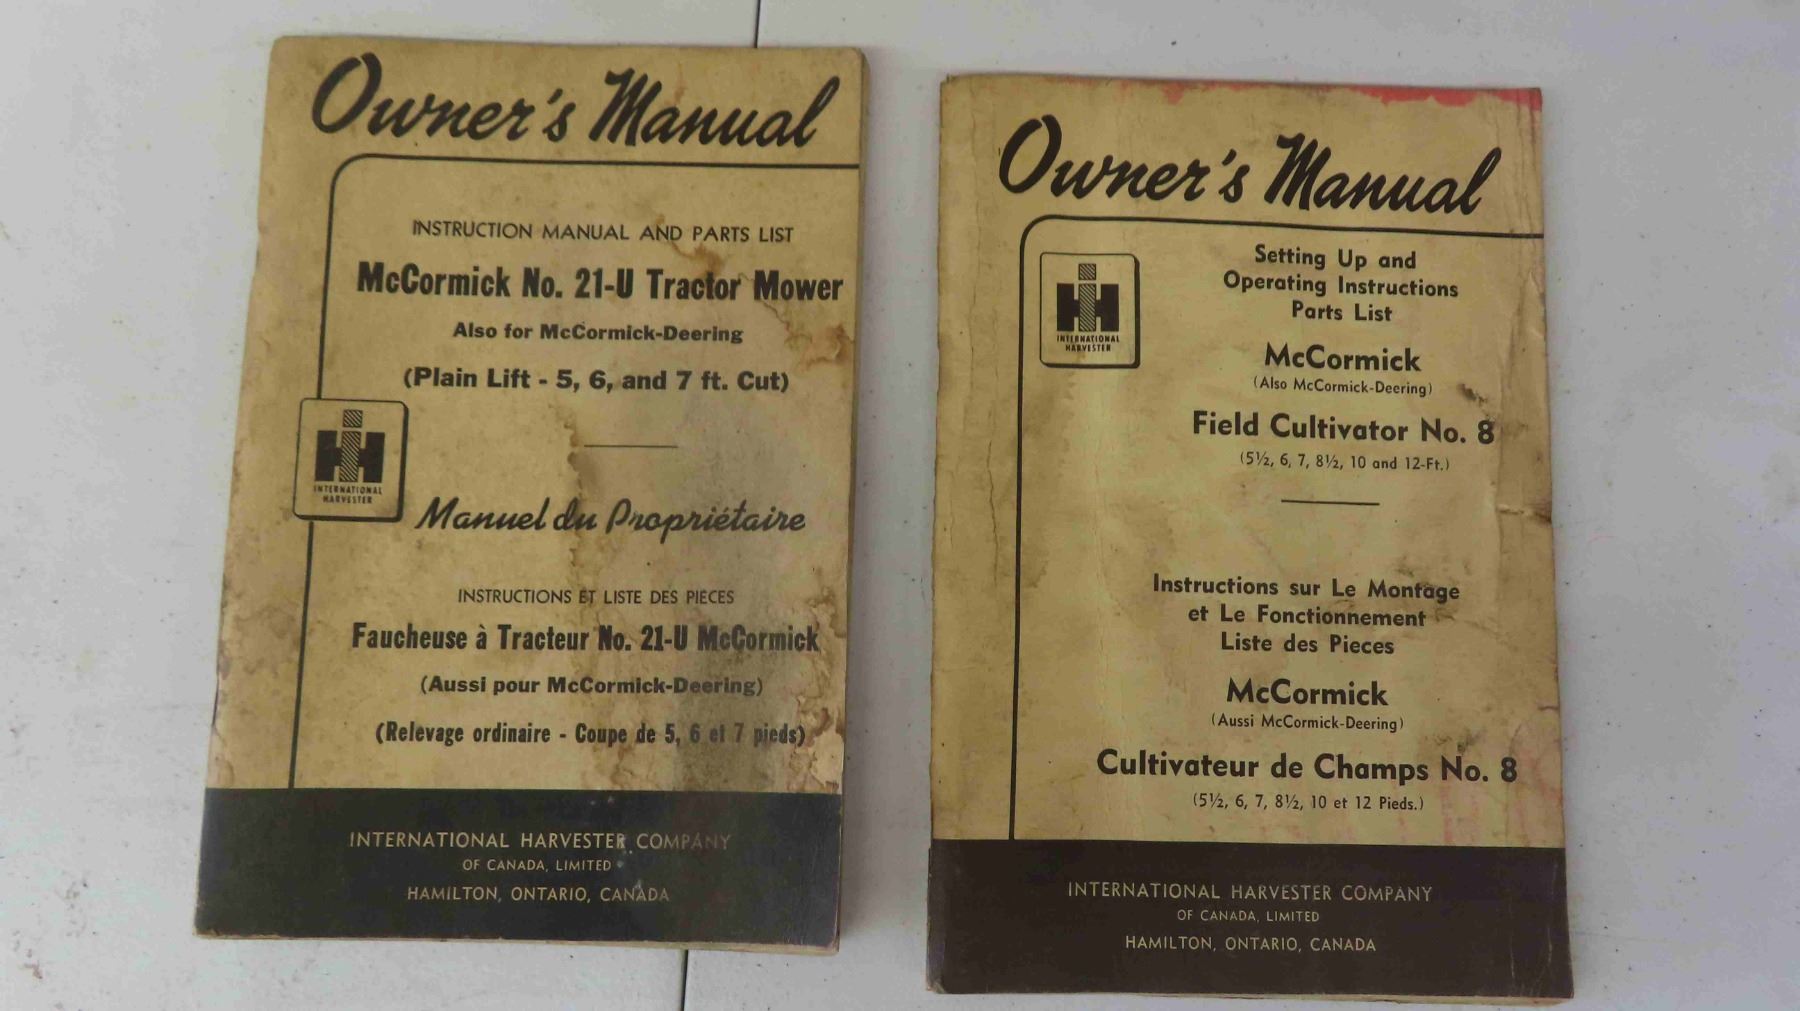 Owner's Manual
INSTRUCTION MANUAL AND PARTS LIST
McCormick No. 21-U Tractor Mower
Also for McCormick-Deering
(Plain Lift - 5, 6, and 7 ft. Cut)
IH
INTERNATIONAL
HARVESTER
Manuel du Propriétaire
INSTRUCTIONS ET LISTE DES PIECES
Faucheuse à Tracteur No. 21-U McCormick
(Aussi pour McCormick-Deering)
(Relevage ordinaire - Coupe de 5, 6 et 7 pieds)
INTERNATIONAL HARVESTER COMPANY
OF CANADA, LIMITED
HAMILTON, ONTARIO, CANADA
Owner's Manual
IH
INTERNATIONAL
HARVESTER
Setting Up and
Operating Instructions
Parts List
McCormick
(Also McCormick-Deering)
Field Cultivator No. 8
(5½, 6, 7, 8½, 10 and 12-Ft.)
Instructions sur Le Montage
et Le Fonctionnement
Liste des Pieces
McCormick
(Aussi McCormick-Deering)
Cultivateur de Champs No. 8
(5½, 6, 7, 8½, 10 et 12 Pieds.)
INTERNATIONAL HARVESTER COMPANY
OF CANADA, LIMITED
HAMILTON, ONTARIO, CANADA